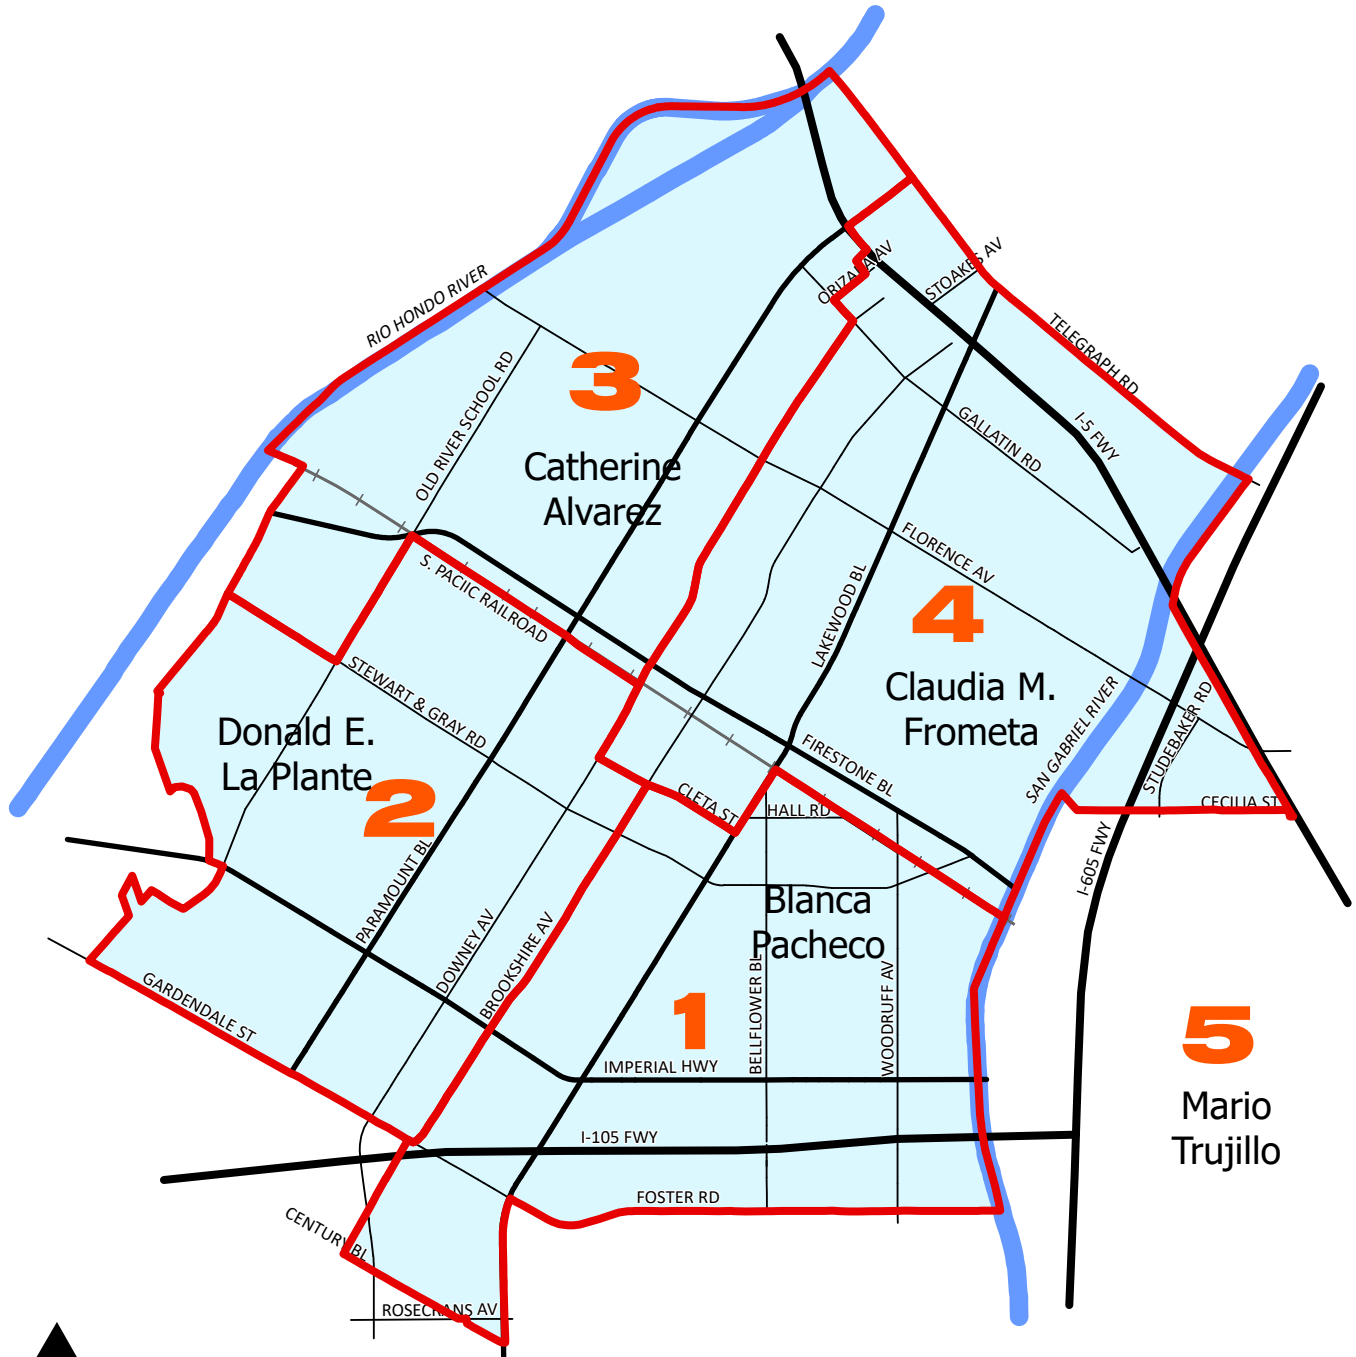 ORIZABA AV
STOAKES AV
RIO HONDO RIVER
TELEGRAPH RD
OLD RIVER SCHOOL RD
3
GALLATIN RD
I-5 FWY
Catherine
Alvarez
FLORENCE AV
S. PACIIC RAILROAD
LAKEWOOD BL
4
Claudia M.
Frometa
STEWART & GRAY RD
Donald E.
La Plante
2
SAN GABRIEL RIVER
STUDEBAKER RD
FIRESTONE BL
CLETA ST
HALL RD
CECILIA ST
I-605 FWY
PARAMOUNT BL
DOWNEY AV
BROOKSHIRE AV
Blanca
Pacheco
BELLFLOWER BL
WOODRUFF AV
GARDENDALE ST
1
5
IMPERIAL HWY
Mario
Trujillo
I-105 FWY
FOSTER RD
CENTURY BL
ROSECRANS AV